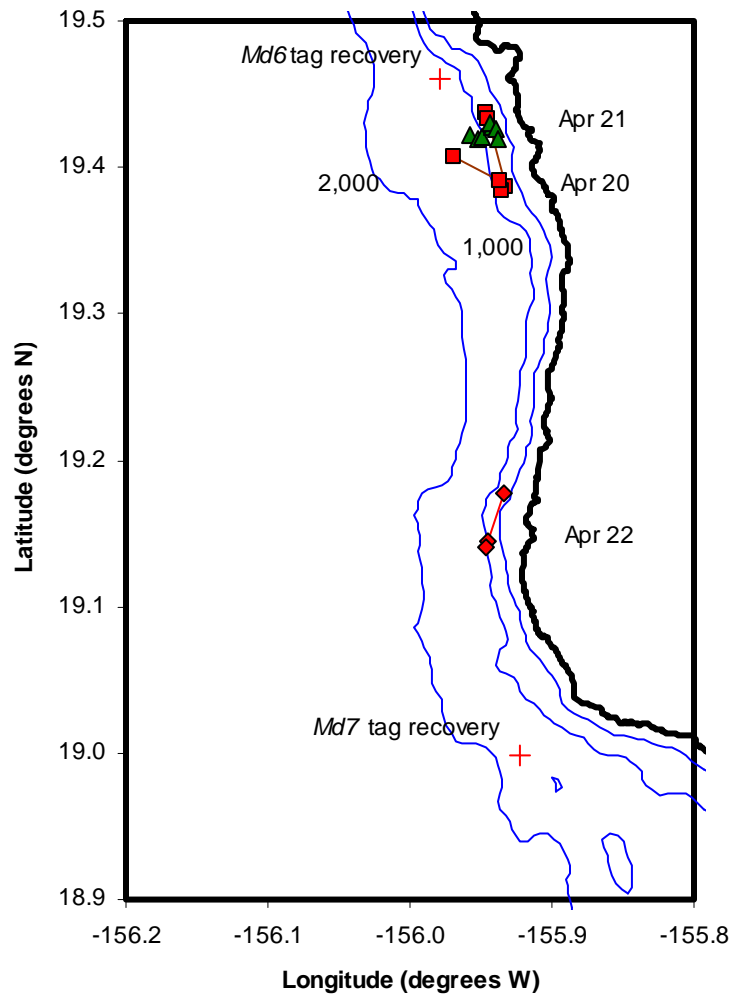 19.5
Md6 tag recovery
Apr 21
19.4
2,000
Apr 20
1,000
19.3
Latitude (degrees N)
19.2
Apr 22
19.1
Md7 tag recovery
19.0
18.9
-156.2 -156.1 -156.0 -155.9 -155.8
Longitude (degrees W)